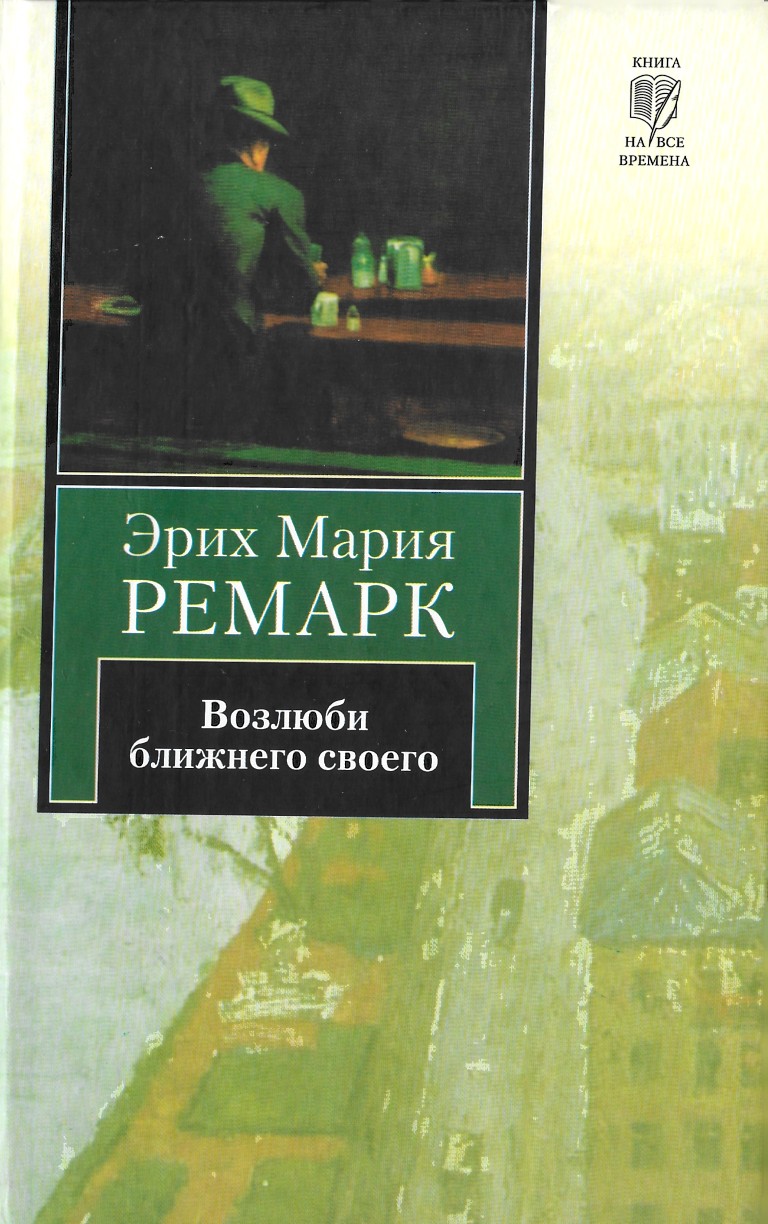 КНИГА
НА ВСЕ
ВРЕМЕНА
Эрих Мария
РЕМАРК
Возлюби
ближнего своего